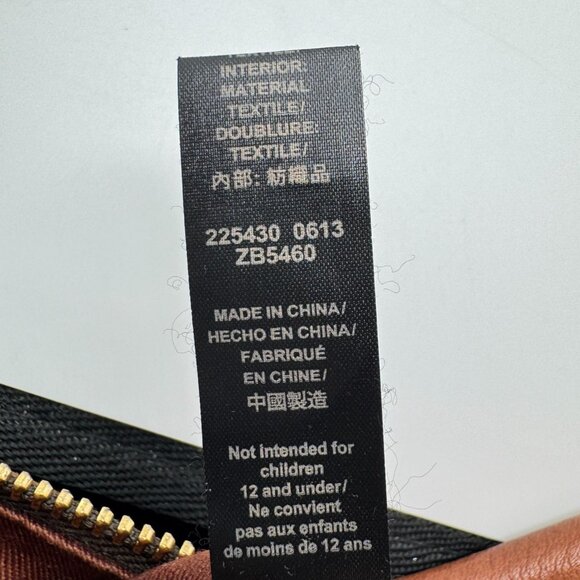 INTERIOR:
MATERIAL
TEXTILE/
DOUBLURE:
TEXTILE/
內部: 紡織品
225430 0613
ZB5460
MADE IN CHINA/
HECHO EN CHINA/
FABRIQUÉ
EN CHINE/
中國製造
Not intended for
children
12 and under/
Ne convient
pas aux enfants
de moins de 12 ans